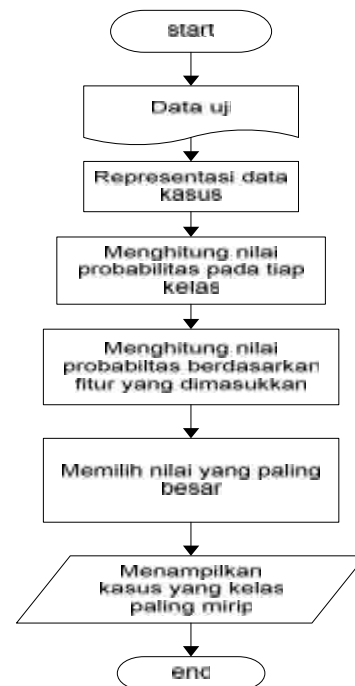 start
Data uji
Representasi data
kasus
Menghitung nilai
probabilitas pada tiap
kelas
Menghitung nilai
probabiltas berdasarkan
fitur yang dimasukkan
Memilih nilai yang paling
besar
Menampilkan
kasus yang kelas
paling mirip
end